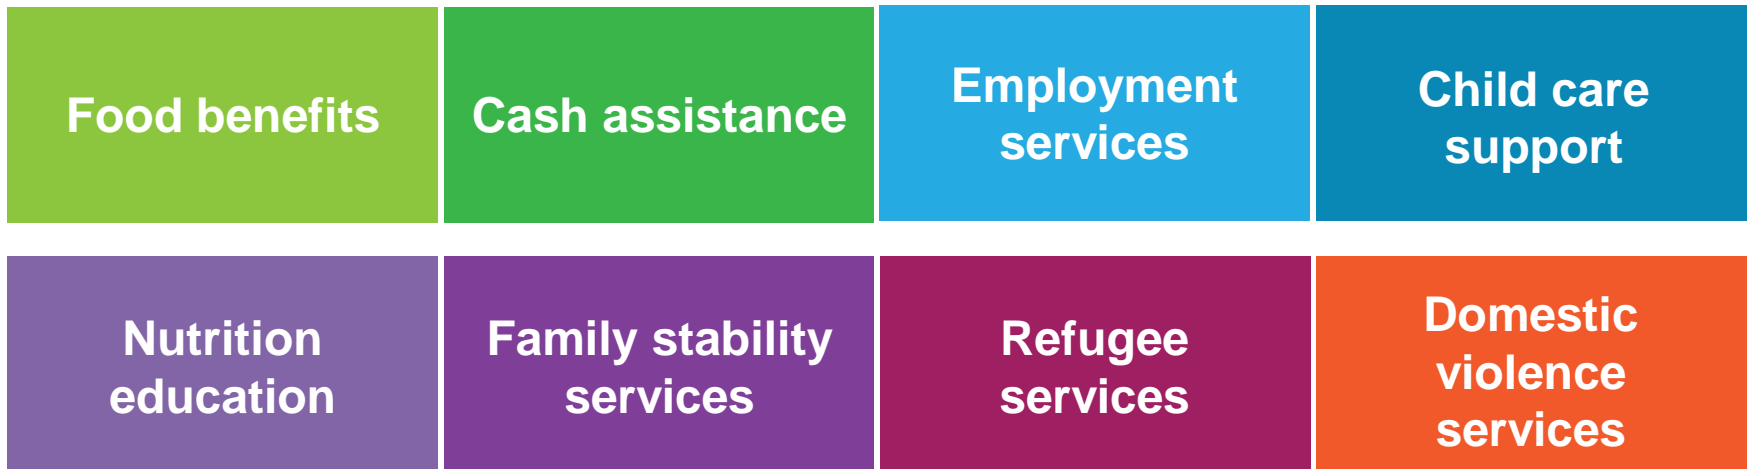 Food benefits
Cash assistance
Employment
services
Child care
support
Nutrition
education
Family stability
services
Refugee
services
Domestic
violence
services